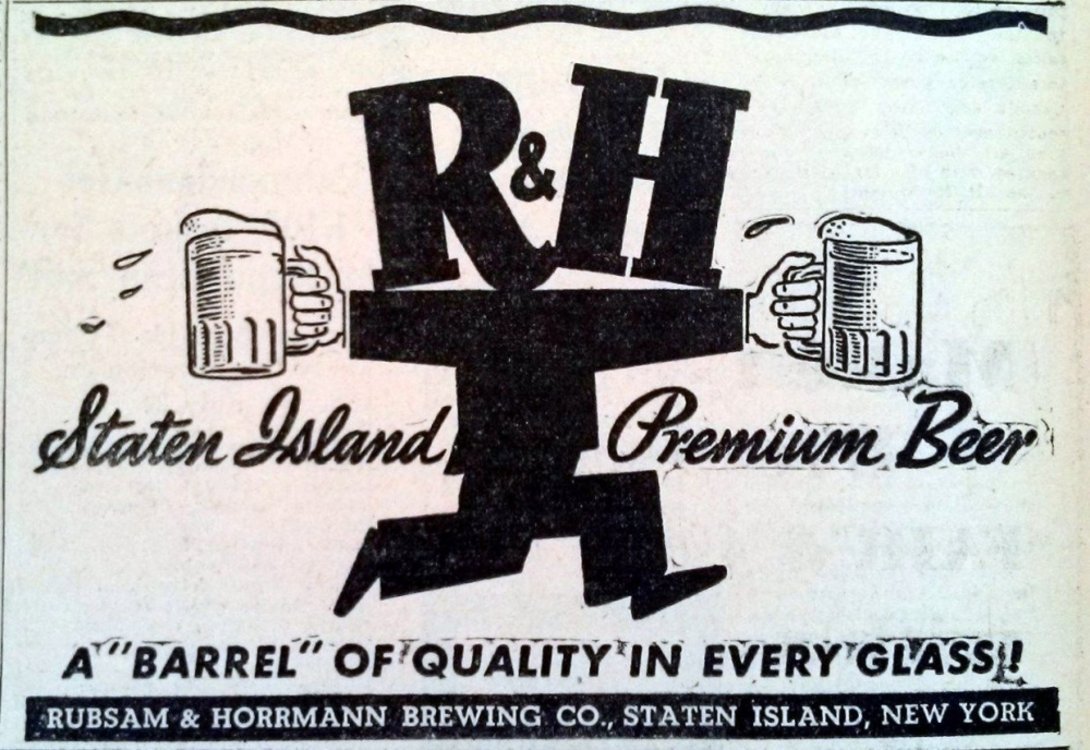 R&H
Staten Island Premium Beer
A "BARREL" OF QUALITY IN EVERY GLASS!
RUBSAM & HORRMANN BREWING CO., STATEN ISLAND, NEW YORK